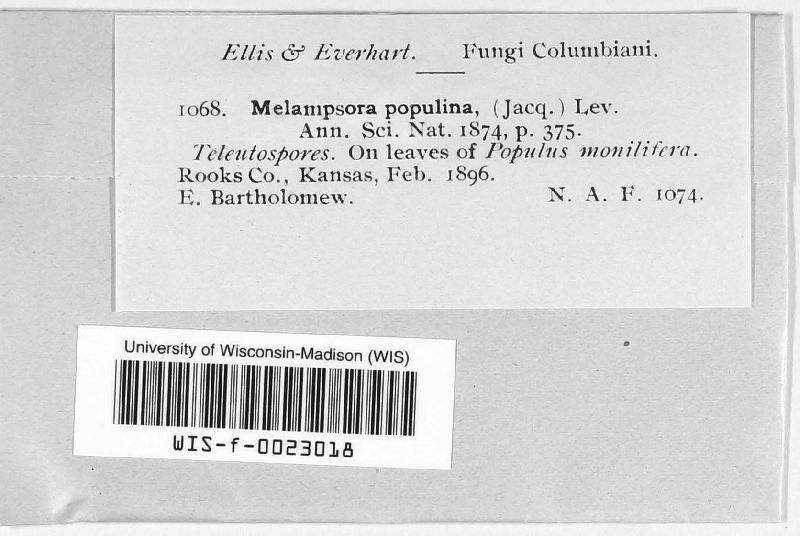 Ellis & Everhart. Fungi Columbiani.
1068. Melampsora populina, (Jacq.) Lev.
Ann. Sci. Nat. 1874, p. 375.
Teleutospores. On leaves of Populus monilifera.
Rooks Co., Kansas, Feb. 1896.
E. Bartholomew. N. A. F. 1074.
University of Wisconsin-Madison (WIS)
WIS-f-0023018